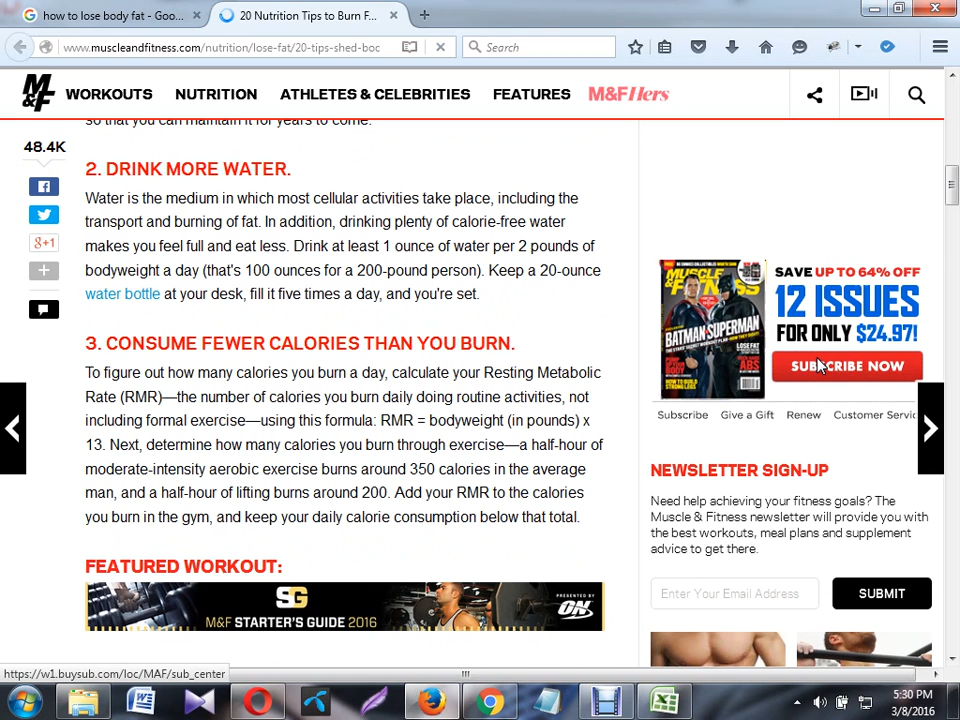 how to lose body fat - Goo...
20 Nutrition Tips to Burn F...
www.muscleandfitness.com/nutrition/lose-fat/20-tips-shed-boc
Search
M&F
WORKOUTS NUTRITION ATHLETES & CELEBRITIES FEATURES M&F Hers
so that you can maintain it for years to come.
48.4K
8+1
2. DRINK MORE WATER.
Water is the medium in which most cellular activities take place, including the
transport and burning of fat. In addition, drinking plenty of calorie-free water
makes you feel full and eat less. Drink at least 1 ounce of water per 2 pounds of
bodyweight a day (that's 100 ounces for a 200-pound person). Keep a 20-ounce
water bottle at your desk, fill it five times a day, and you're set.
3. CONSUME FEWER CALORIES THAN YOU BURN.
To figure out how many calories you burn a day, calculate your Resting Metabolic
Rate (RMR)—the number of calories you burn daily doing routine activities, not
including formal exercise—using this formula: RMR = bodyweight (in pounds) x
13. Next, determine how many calories you burn through exercise—a half-hour of
moderate-intensity aerobic exercise burns around 350 calories in the average
man, and a half-hour of lifting burns around 200. Add your RMR to the calories
you burn in the gym, and keep your daily calorie consumption below that total.
FEATURED WORKOUT:
SG
M&F STARTER'S GUIDE 2016
PRESENTED BY
ON
MUSCLE & FITNESS
BATMAN SUPERMAN
SAVE UP TO 64% OFF
12 ISSUES
FOR ONLY $24.97!
SUBSCRIBE NOW
Subscribe Give a Gift Renew Customer Servic
NEWSLETTER SIGN-UP
Need help achieving your fitness goals? The
Muscle & Fitness newsletter will provide you with
the best workouts, meal plans and supplement
advice to get there.
Enter Your Email Address
SUBMIT
https://w1.buysub.com/loc/MAF/sub_center
5:30 PM
3/8/2016